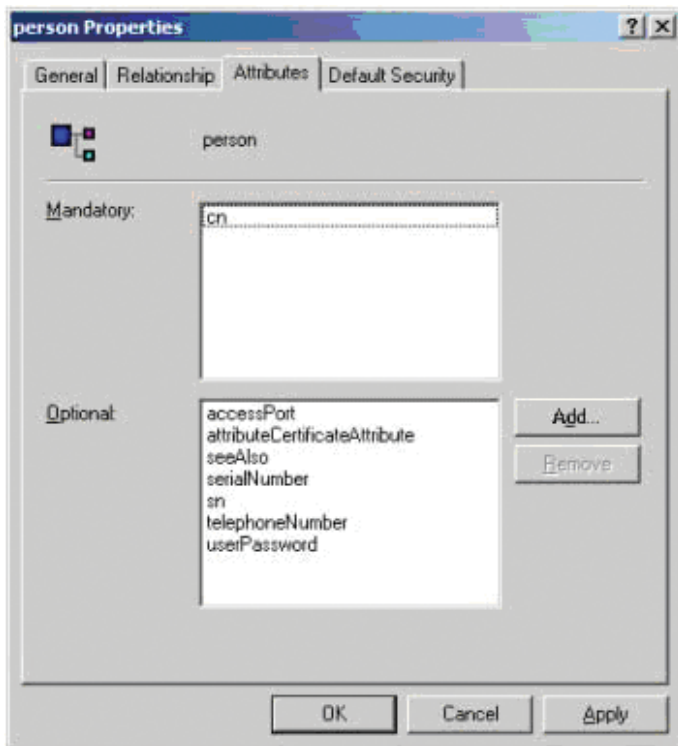 person Properties ? X
General Relationship Attributes Default Security
person
Mandatory:
cn
Optional:
accessPort
attributeCertificateAttribute
seeAlso
serialNumber
sn
telephoneNumber
userPassword
Add...
Remove
OK Cancel Apply